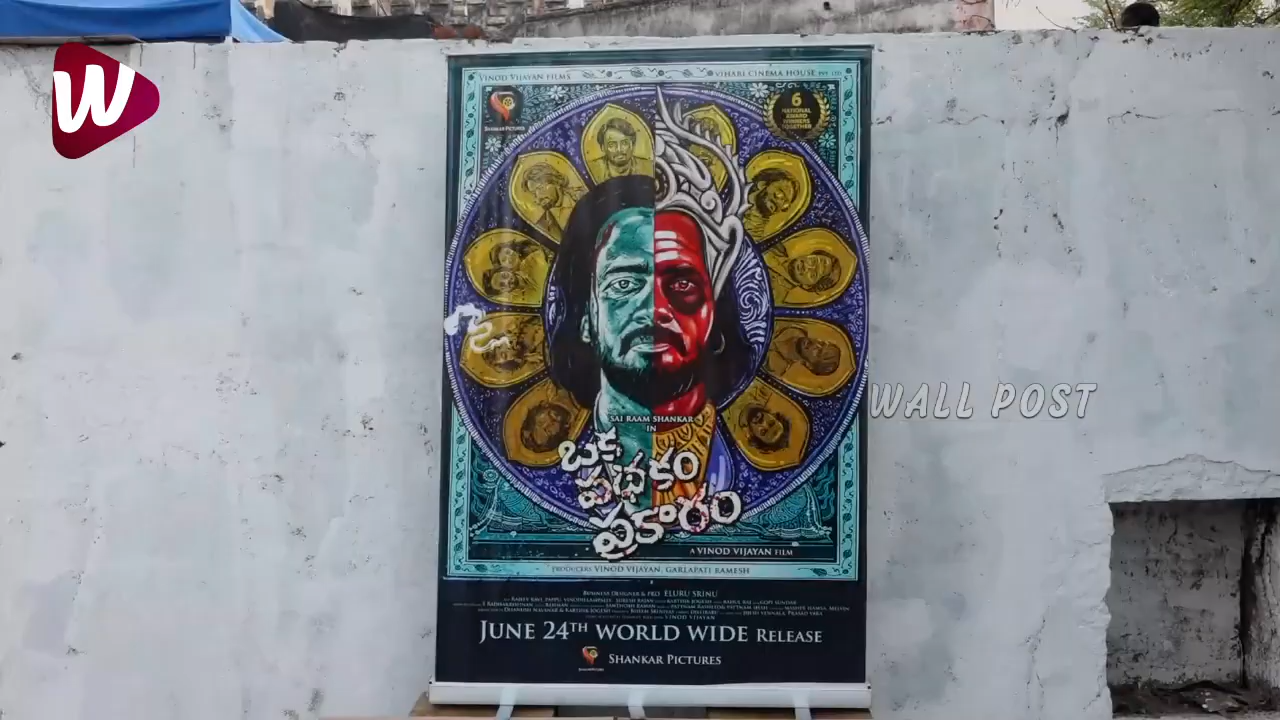 W
VINOD VIJAYAN FILMS
VIHARI CINEMA HOUSE PVT LTD
SHANKAR PICTURES
6
NATIONAL
AWARD
WINNERS
TOGETHER
WALL POST
SAI RAAM SHANKAR
IN
ఒక
పథకం
ప్రకారం
A VINOD VIJAYAN FILM
PRODUCERS VINOD VIJAYAN, GARLAPATI RAMESH
BUSINESS DESIGNER & PRO ELURU SRINU
VINOD VIJAYAN
JUNE 24TH WORLD WIDE RELEASE
SHANKAR PICTURES